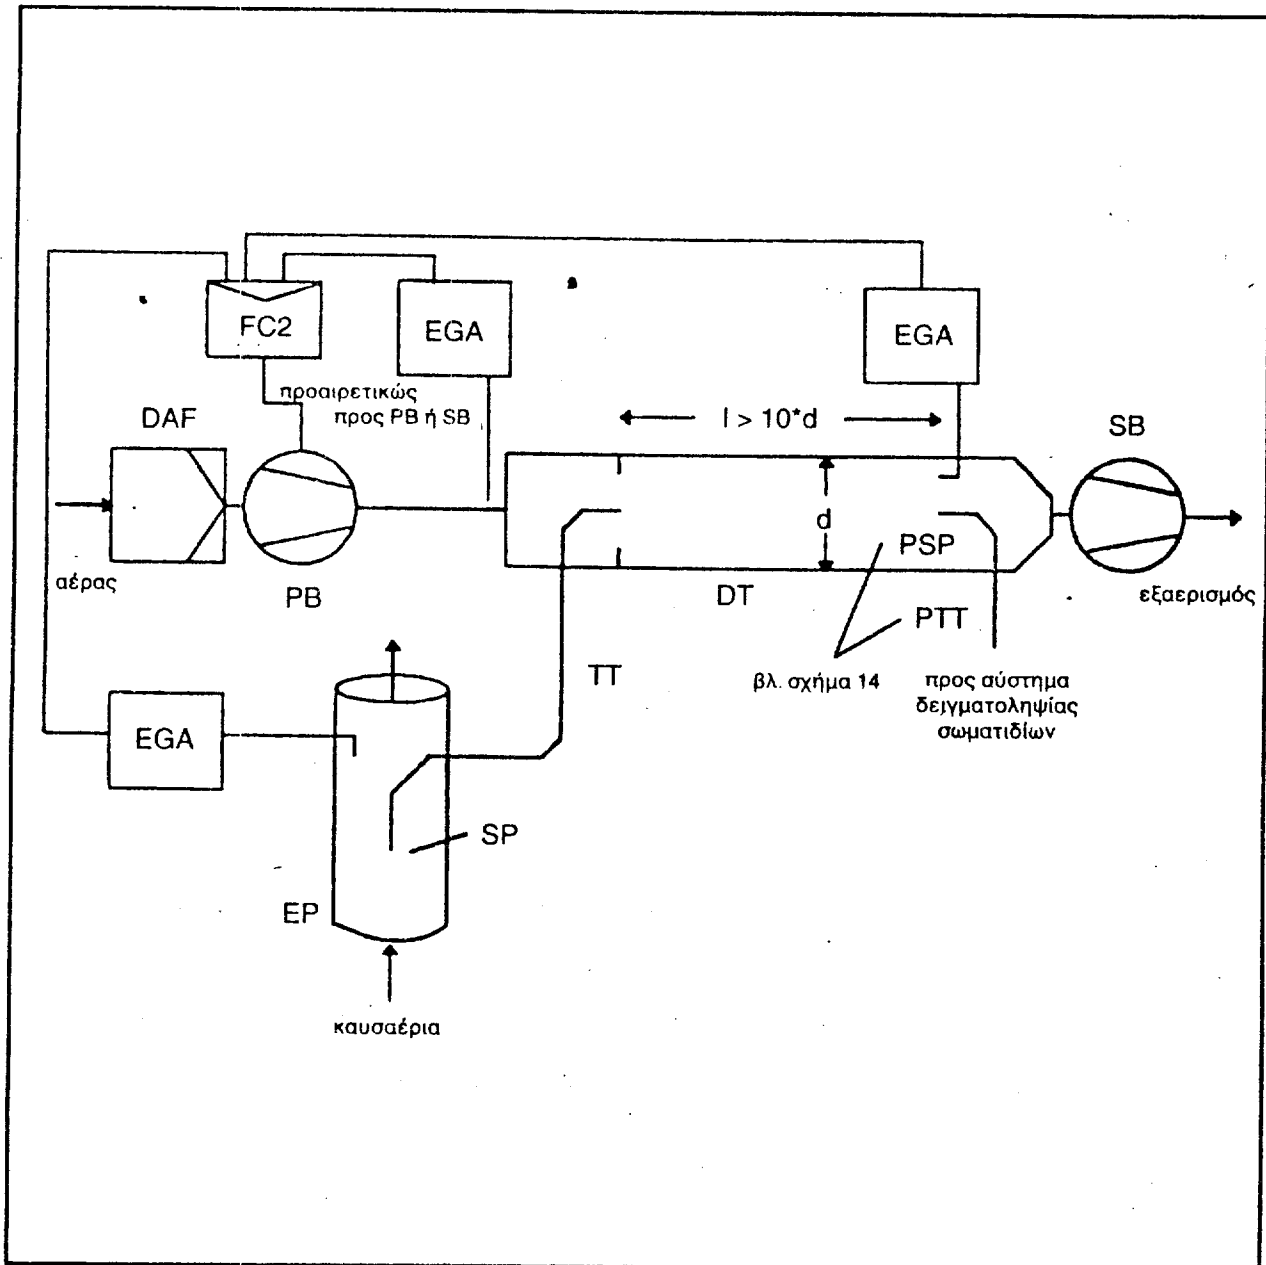 FC2
EGA
EGA
προαιρετικώς
προς PB ή SB
DAF
l > 10*d
SB
αέρας
PB
d
PSP
DT
PTT
εξαερισμός
TT
βλ. σχήμα 14
προς σύστημα
δειγματοληψίας
σωματιδίων
EGA
SP
EP
καυσαέρια